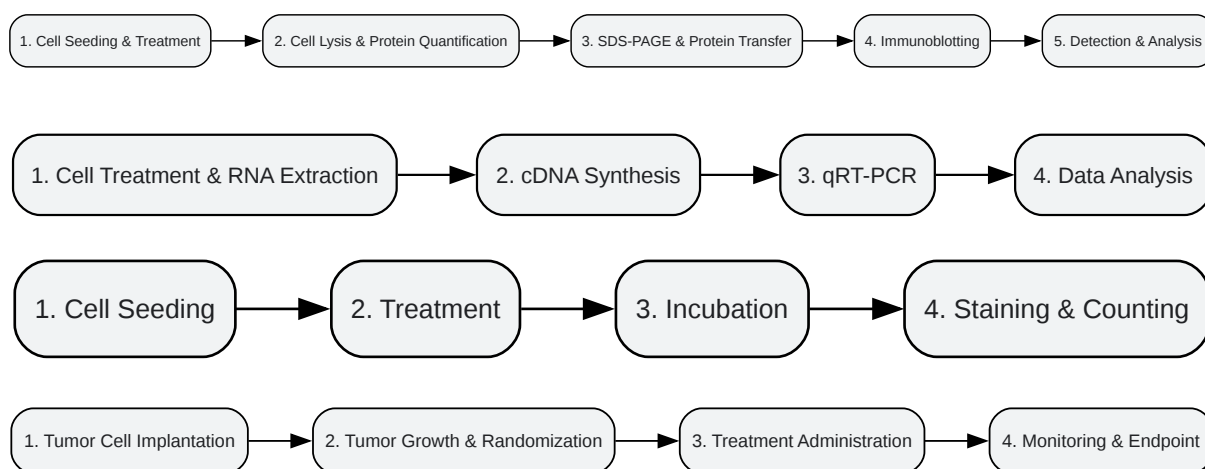 1. Cell Seeding & Treatment 2. Cell Lysis & Protein Quantification 3. SDS-PAGE & Protein Transfer 4. Immunoblotting 5. Detection & Analysis
1. Cell Treatment & RNA Extraction 2. cDNA Synthesis 3. qRT-PCR 4. Data Analysis
1. Cell Seeding 2. Treatment 3. Incubation 4. Staining & Counting
1. Tumor Cell Implantation 2. Tumor Growth & Randomization 3. Treatment Administration 4. Monitoring & Endpoint